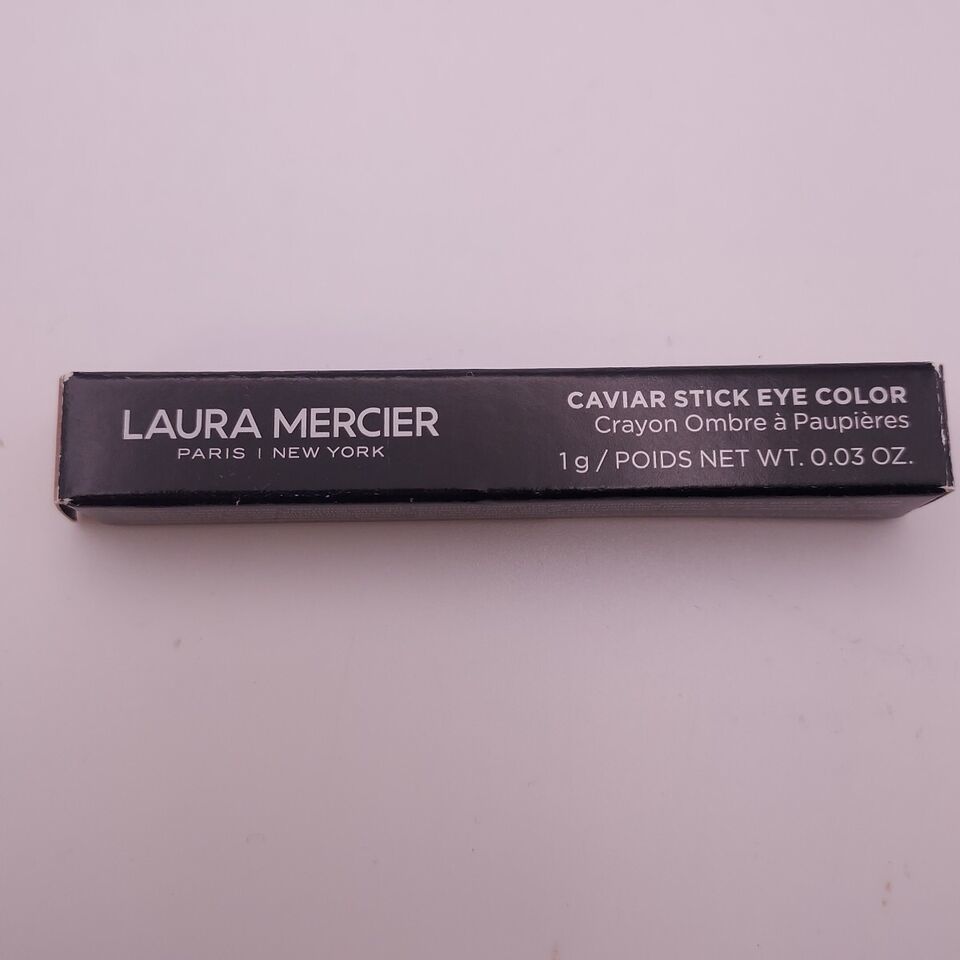 LAURA MERCIER
PARIS | NEW YORK
CAVIAR STICK EYE COLOR
Crayon Ombre à Paupières
1 g / POIDS NET WT. 0.03 OZ.